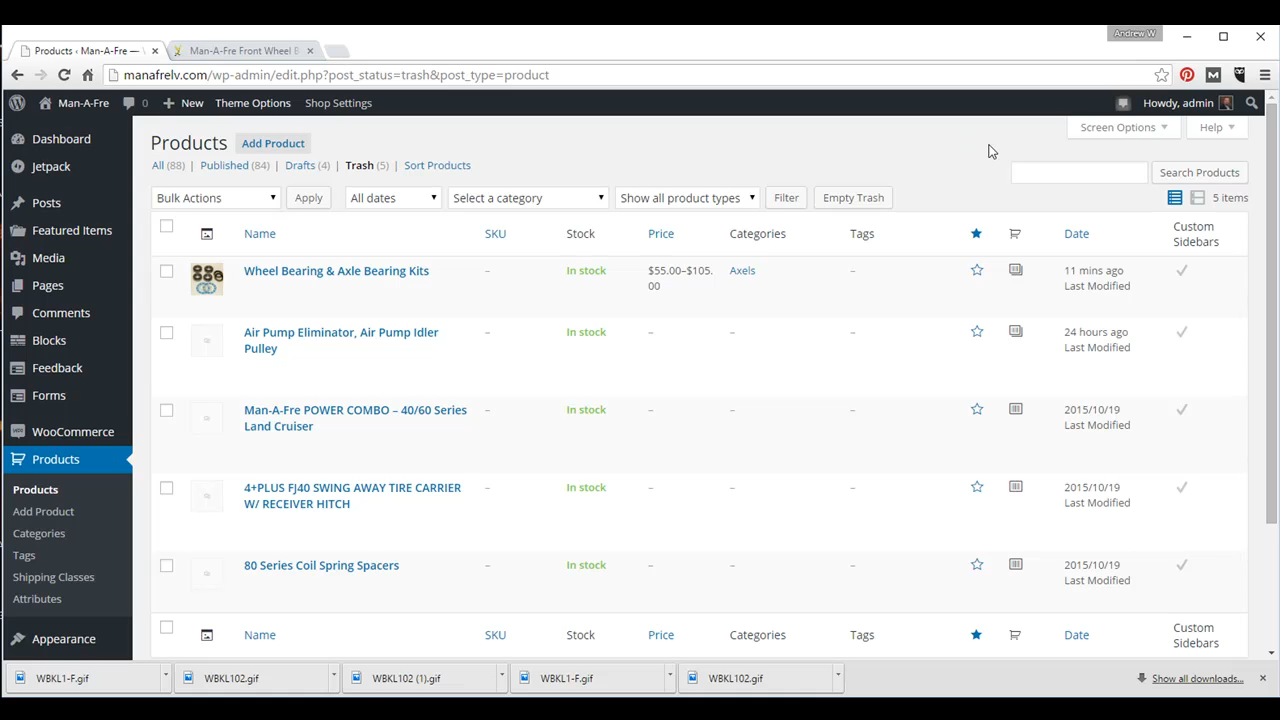 Andrew W
Products ‹ Man-A-Fre —
Man-A-Fre Front Wheel B
manafrelv.com/wp-admin/edit.php?post_status=trash&post_type=product
Man-A-Fre 0 New Theme Options Shop Settings Howdy, admin
Dashboard
Jetpack
Posts
Featured Items
Media
Pages
Comments
Blocks
Feedback
Forms
WooCommerce
Products
Products
Add Product
Categories
Tags
Shipping Classes
Attributes
Appearance
Products Add Product
Screen Options Help
All (88) | Published (84) | Drafts (4) | Trash (5) | Sort Products
Search Products
Bulk Actions Apply All dates Select a category Show all product types Filter Empty Trash 5 items
Name SKU Stock Price Categories Tags Date Custom
Sidebars
Wheel Bearing & Axle Bearing Kits – In stock $55.00–$105. Axels – 11 mins ago
00 Last Modified
Air Pump Eliminator, Air Pump Idler – In stock – – – 24 hours ago
Pulley Last Modified
Man-A-Fre POWER COMBO – 40/60 Series – In stock – – – 2015/10/19
Land Cruiser Last Modified
4+PLUS FJ40 SWING AWAY TIRE CARRIER – In stock – – – 2015/10/19
W/ RECEIVER HITCH Last Modified
80 Series Coil Spring Spacers – In stock – – – 2015/10/19
Last Modified
Name SKU Stock Price Categories Tags Date Custom
Sidebars
WBKL1-F.gif WBKL102.gif WBKL102 (1).gif WBKL1-F.gif WBKL102.gif Show all downloads...